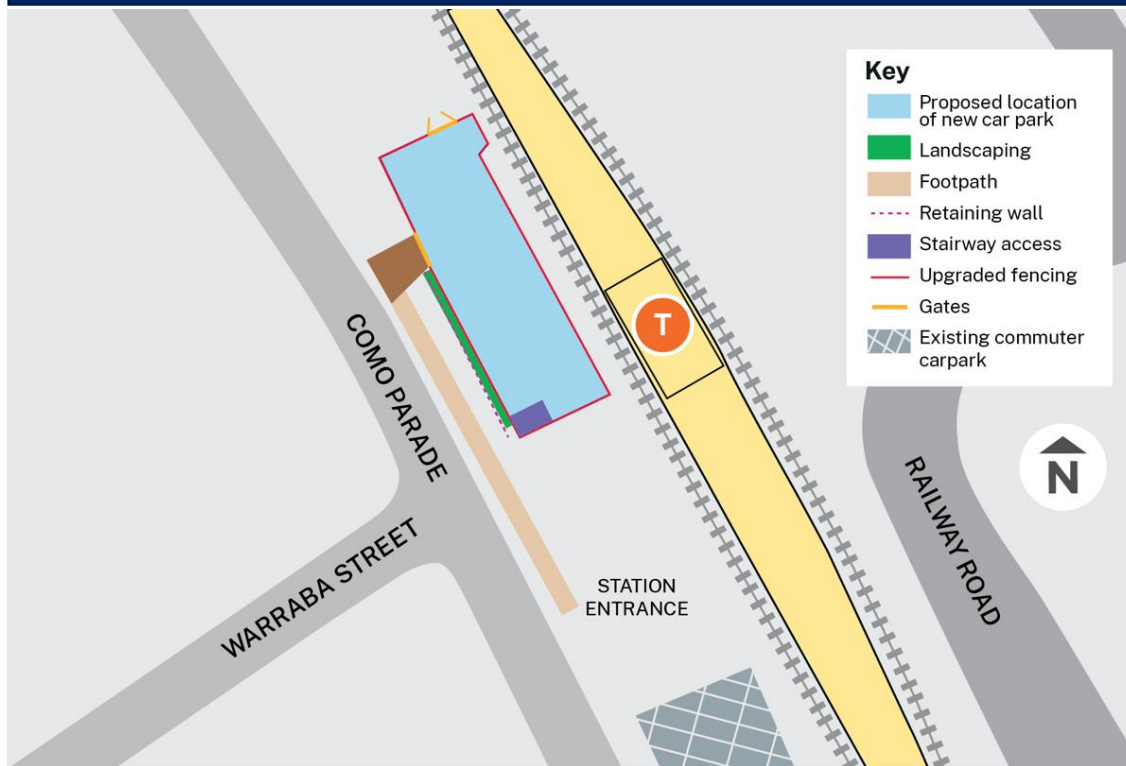 Key
Proposed location
of new car park
Landscaping
Footpath
Retaining wall
Stairway access
Upgraded fencing
Gates
Existing commuter
carpark
T
COMO PARADE
N
RAILWAY ROAD
WARRABA STREET
STATION
ENTRANCE